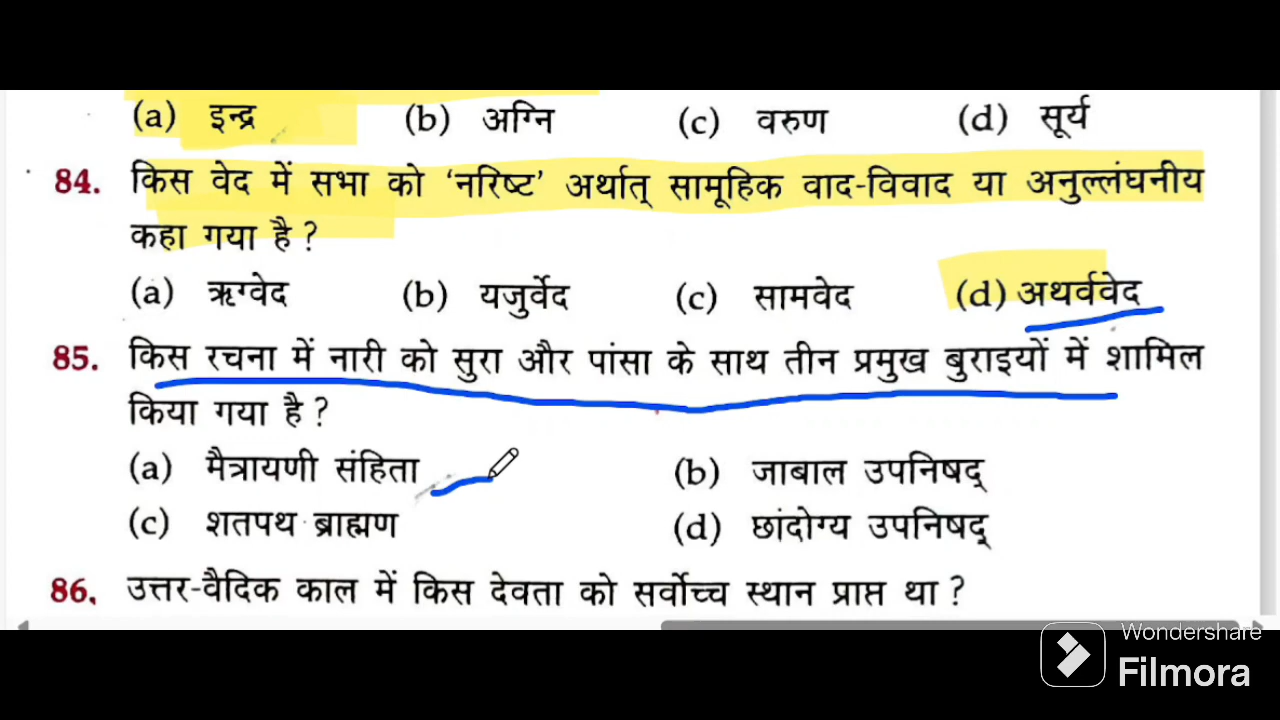 (a) इन्द्र (b) अग्नि (c) वरुण (d) सूर्य
84. किस वेद में सभा को ‘नरिष्ट’ अर्थात् सामूहिक वाद-विवाद या अनुल्लंघनीय
कहा गया है ?
(a) ऋग्वेद (b) यजुर्वेद (c) सामवेद (d) अथर्ववेद
85. किस रचना में नारी को सुरा और पांसा के साथ तीन प्रमुख बुराइयों में शामिल
किया गया है ?
(a) मैत्रायणी संहिता (b) जाबाल उपनिषद्
(c) शतपथ ब्राह्मण (d) छांदोग्य उपनिषद्
86. उत्तर-वैदिक काल में किस देवता को सर्वोच्च स्थान प्राप्त था ?
Wondershare
Filmora